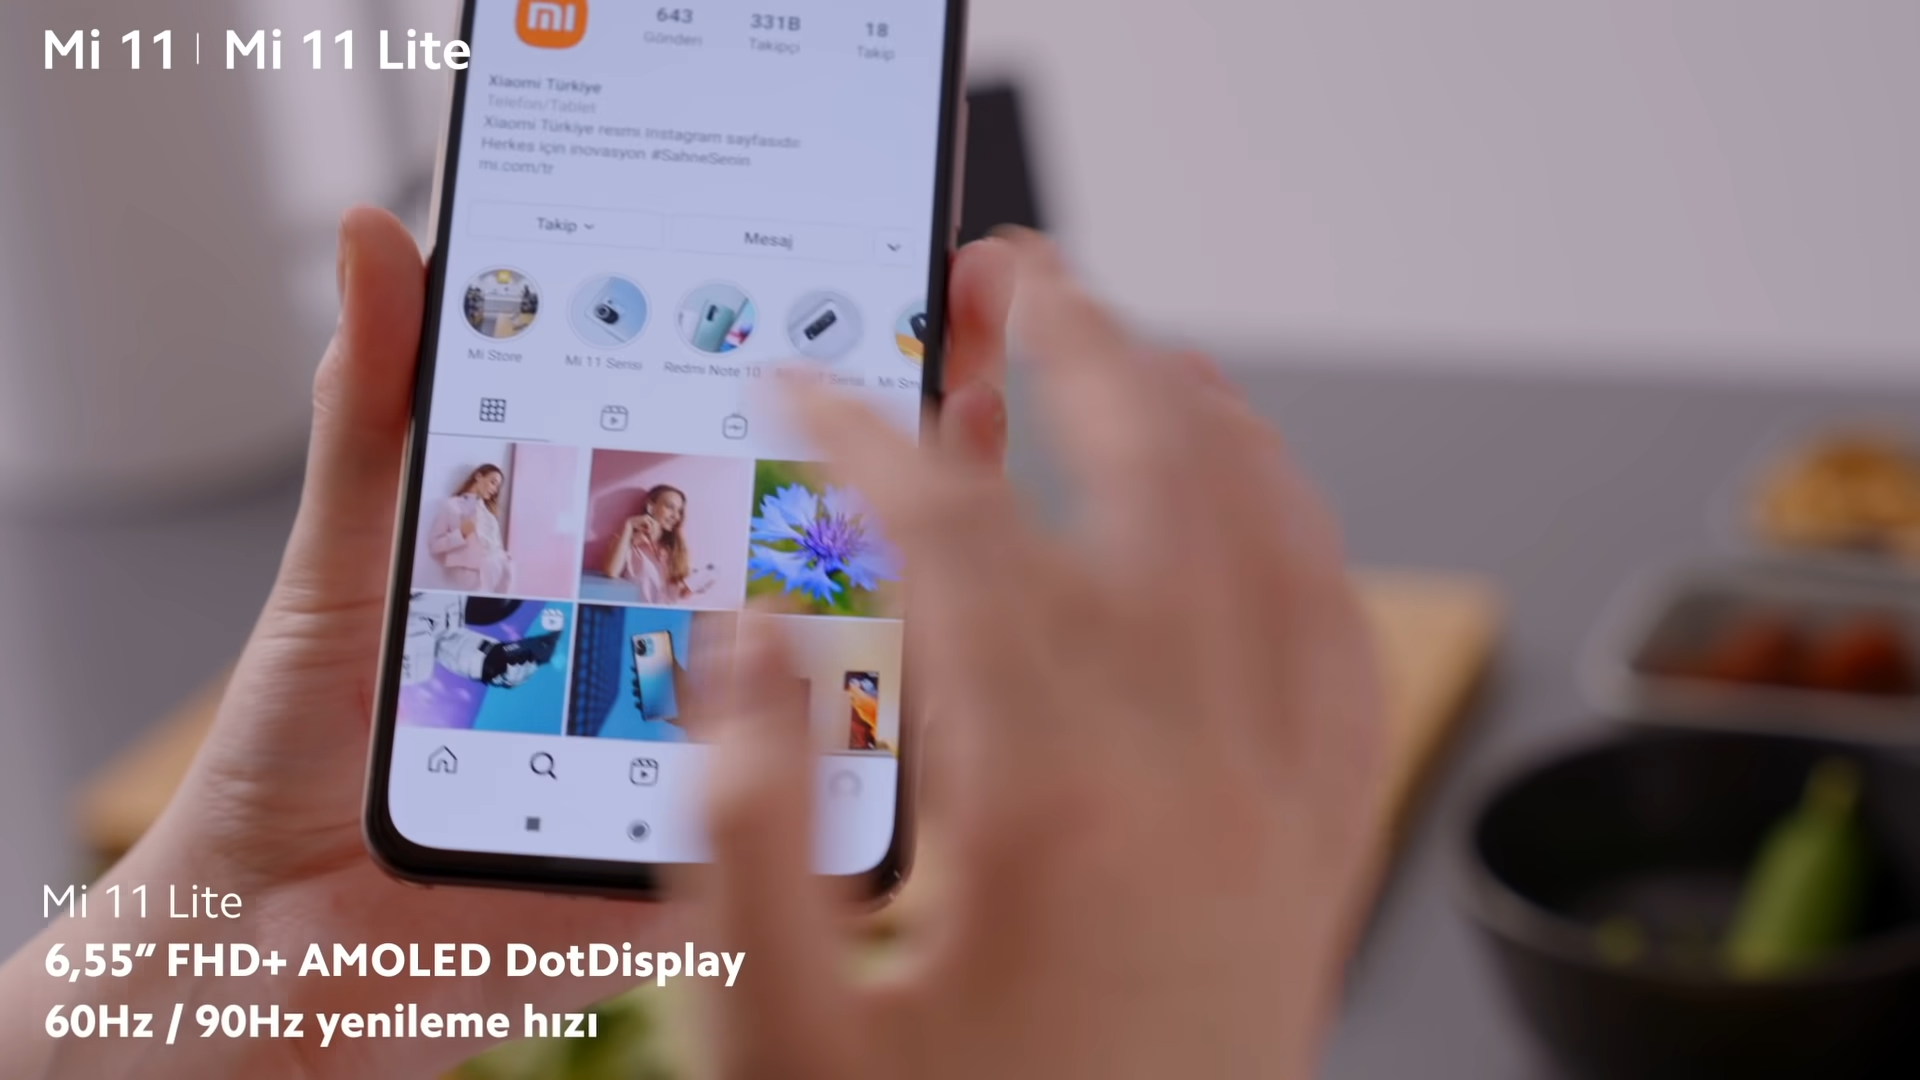 Mi 11 | Mi 11 Lite
mi
643 331B 18
Gönderi Takipçi Takip
Xiaomi Türkiye
Telefon/Tablet
Xiaomi Türkiye resmi Instagram sayfasıdır
Herkes için inovasyon #SahneSenin
mi.com/tr
Takip Mesaj
Mi Store Mi 11 Serisi Redmi Note 10
Mi 11 Lite
6,55″ FHD+ AMOLED DotDisplay
60Hz / 90Hz yenileme hızı